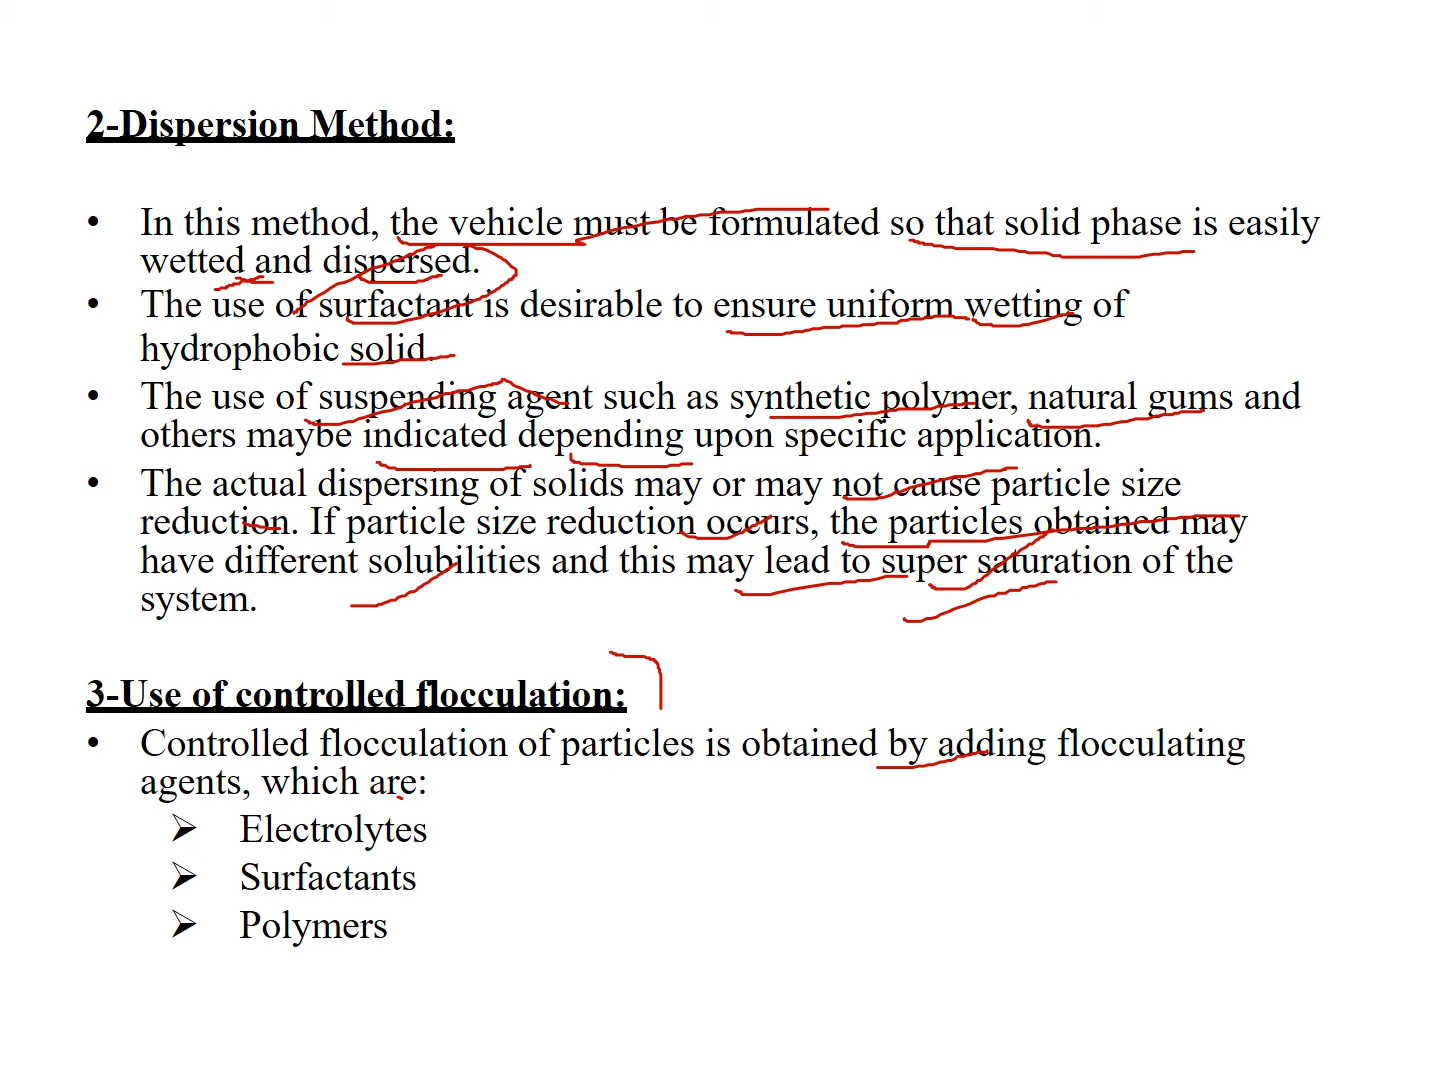 2-Dispersion Method:
• In this method, the vehicle must be formulated so that solid phase is easily
wetted and dispersed.
• The use of surfactant is desirable to ensure uniform wetting of
hydrophobic solid.
• The use of suspending agent such as synthetic polymer, natural gums and
others maybe indicated depending upon specific application.
• The actual dispersing of solids may or may not cause particle size
reduction. If particle size reduction occurs, the particles obtained may
have different solubilities and this may lead to super saturation of the
system.
3-Use of controlled flocculation:
• Controlled flocculation of particles is obtained by adding flocculating
agents, which are:
➢ Electrolytes
➢ Surfactants
➢ Polymers